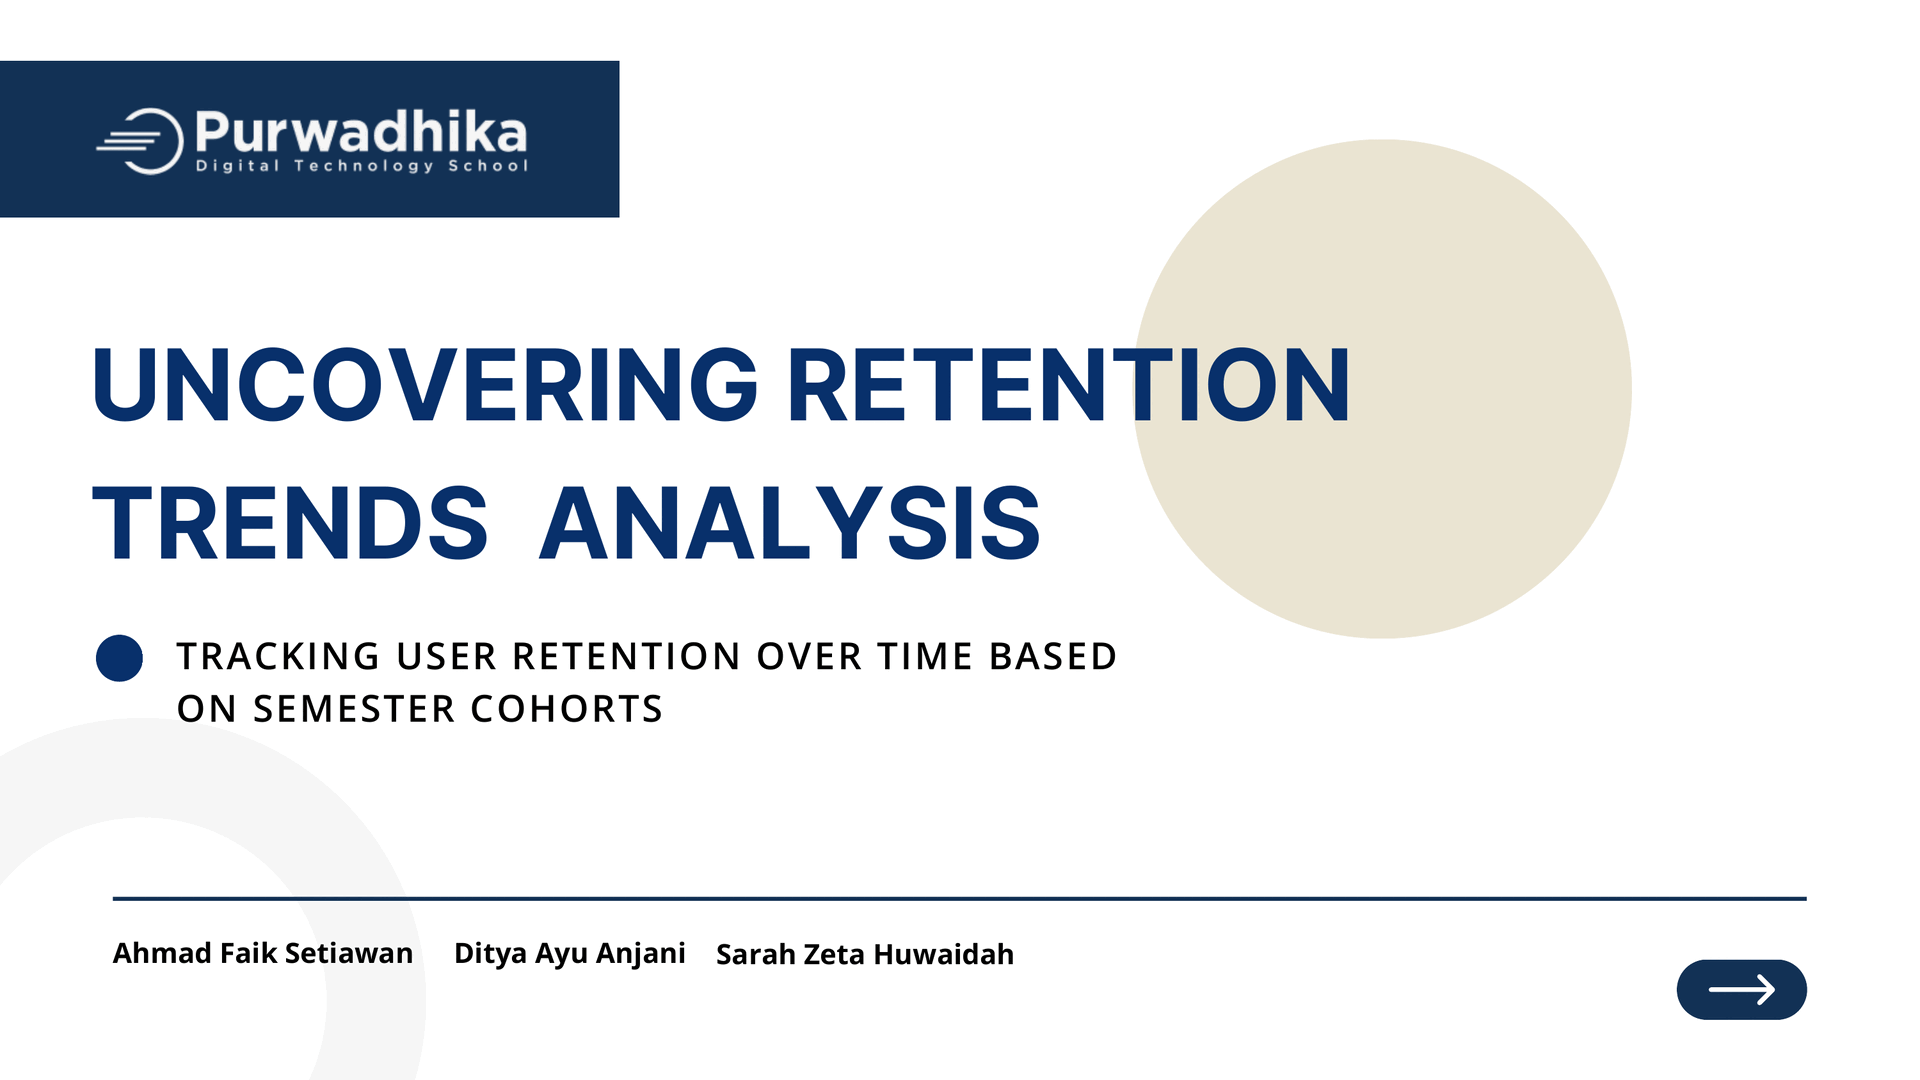 Purwadhika
Digital Technology School
UNCOVERING RETENTION
TRENDS  ANALYSIS
TRACKING USER RETENTION OVER TIME BASED
ON SEMESTER COHORTS
Ahmad Faik Setiawan Ditya Ayu Anjani Sarah Zeta Huwaidah